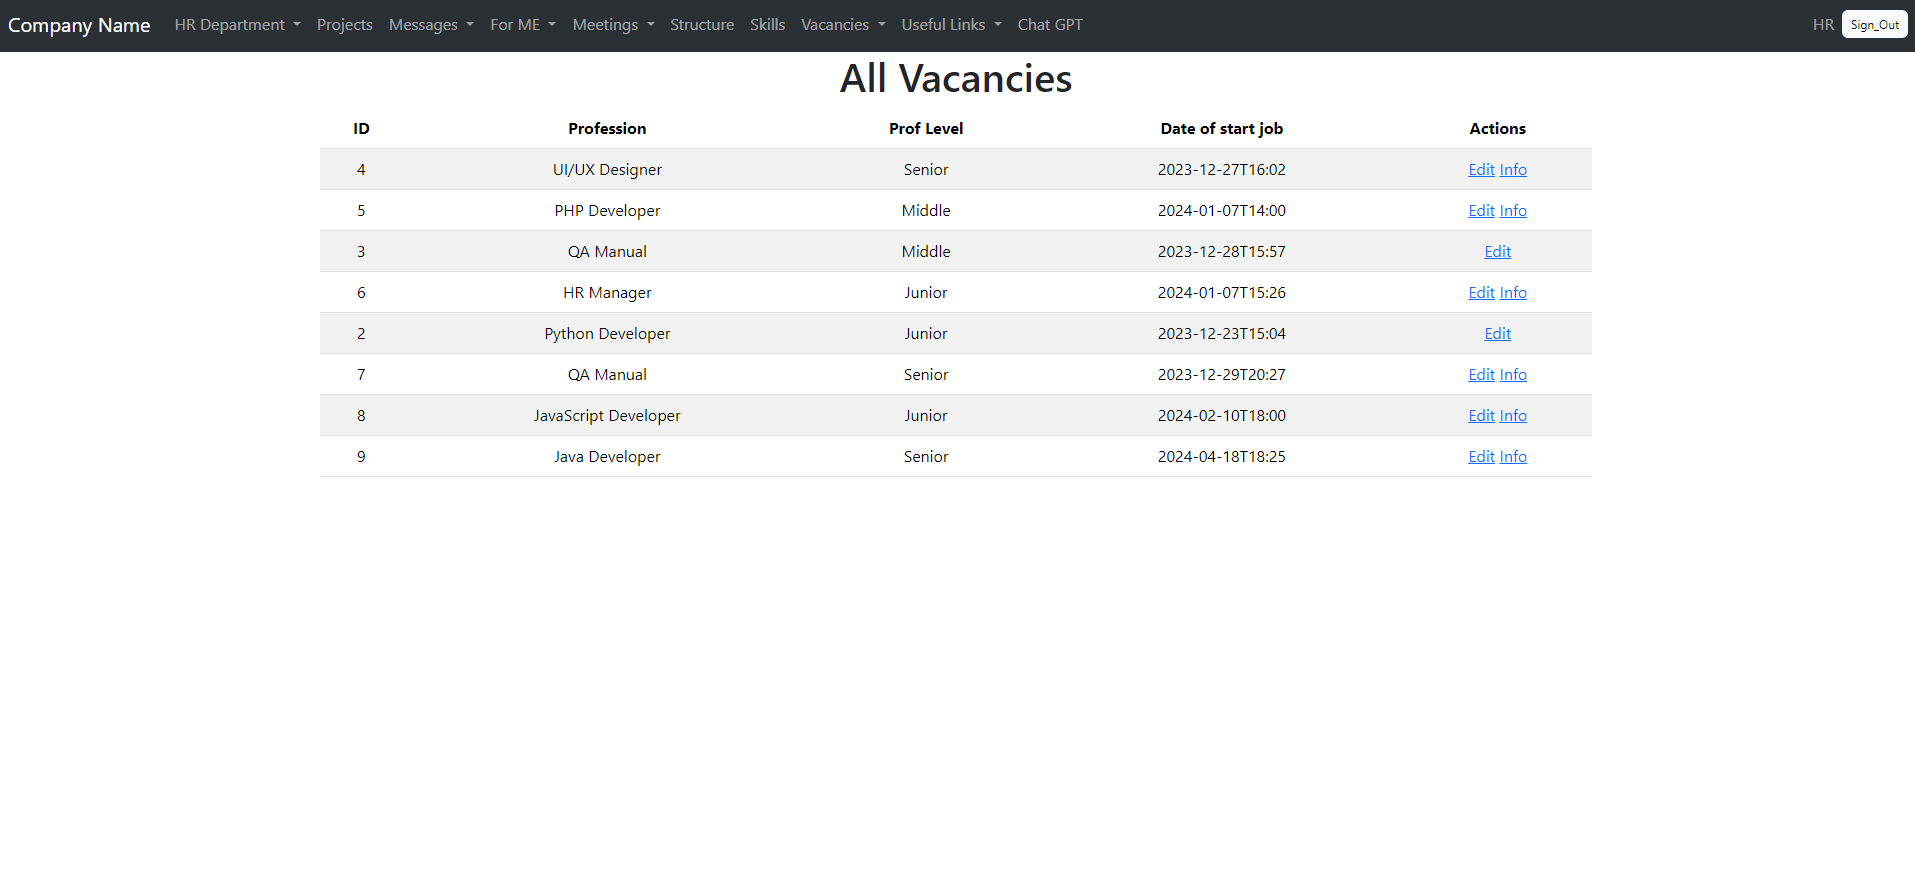 Company Name HR Department Projects Messages For ME Meetings Structure Skills Vacancies Useful Links Chat GPT HR Sign_Out
All Vacancies
ID Profession Prof Level Date of start job Actions
4 UI/UX Designer Senior 2023-12-27T16:02 Edit Info
5 PHP Developer Middle 2024-01-07T14:00 Edit Info
3 QA Manual Middle 2023-12-28T15:57 Edit
6 HR Manager Junior 2024-01-07T15:26 Edit Info
2 Python Developer Junior 2023-12-23T15:04 Edit
7 QA Manual Senior 2023-12-29T20:27 Edit Info
8 JavaScript Developer Junior 2024-02-10T18:00 Edit Info
9 Java Developer Senior 2024-04-18T18:25 Edit Info